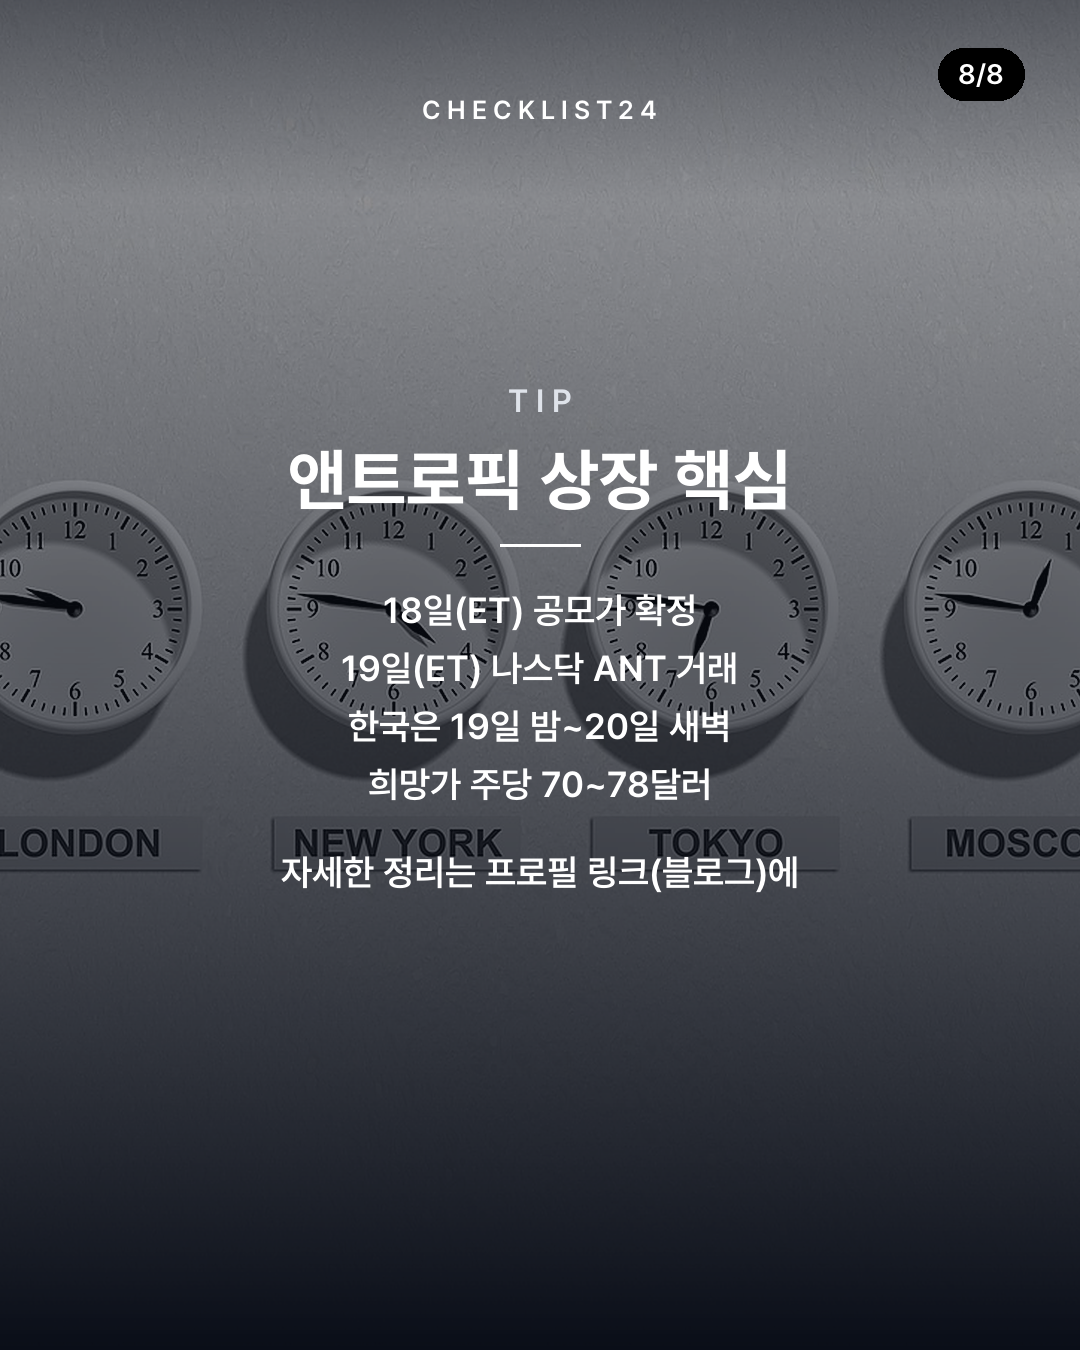 8/8
CHECKLIST24
TIP
앤트로픽 상장 핵심
18일(ET) 공모가 확정
19일(ET) 나스닥 ANT 거래
한국은 19일 밤~20일 새벽
희망가 주당 70~78달러
LONDON NEW YORK TOKYO MOSCO
자세한 정리는 프로필 링크(블로그)에